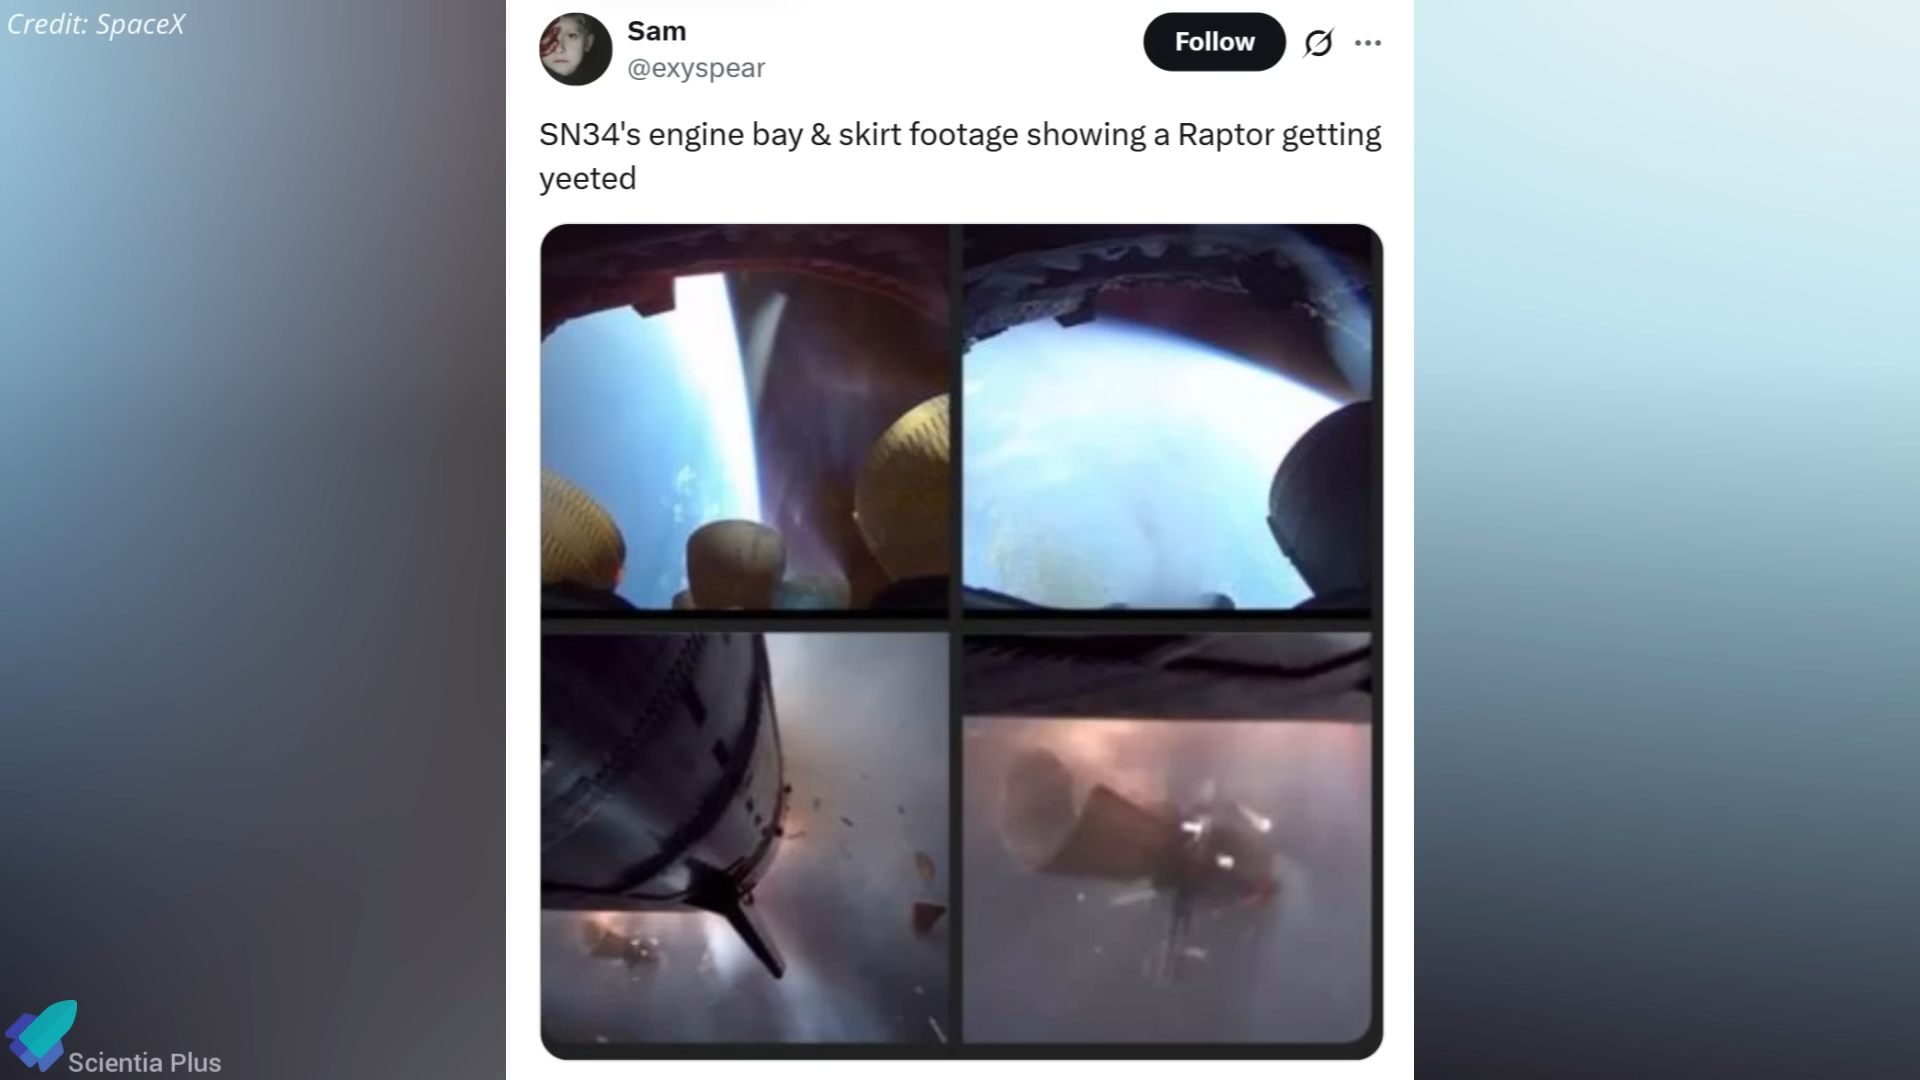 Credit: SpaceX
Sam
@exyspear
Follow
SN34's engine bay & skirt footage showing a Raptor getting
yeeted
Scientia Plus